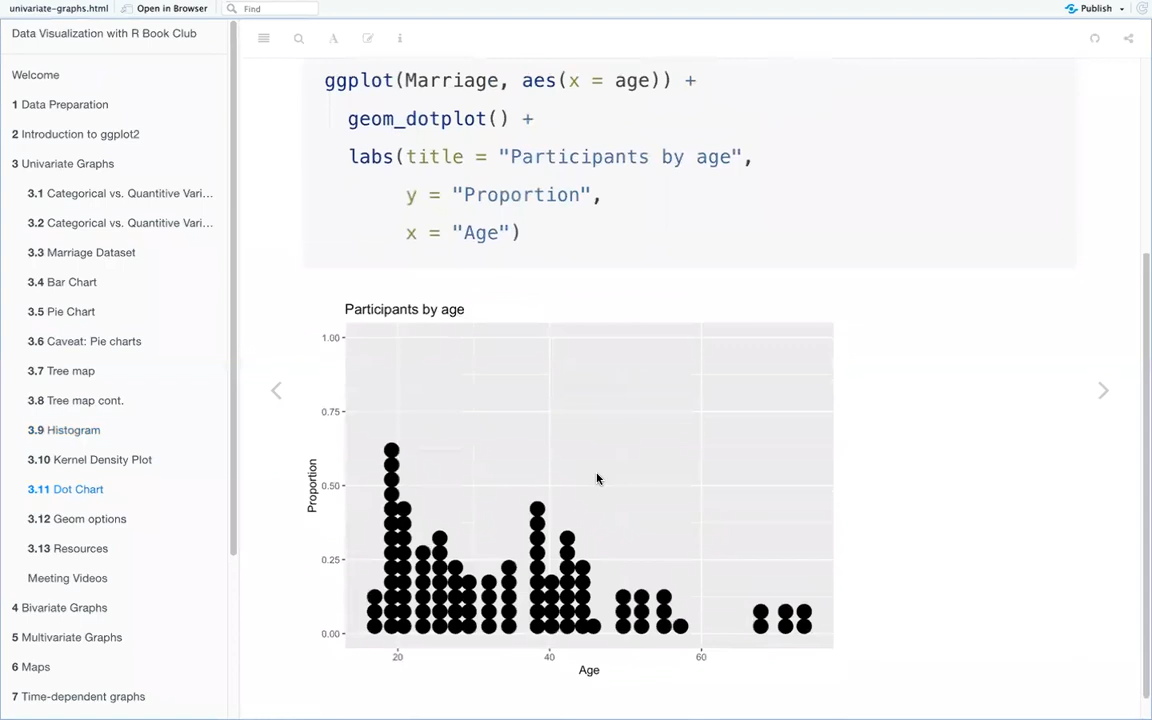 univariate-graphs.html
Open in Browser
Find
Publish
Data Visualization with R Book Club
Welcome
1 Data Preparation
2 Introduction to ggplot2
3 Univariate Graphs
3.1 Categorical vs. Quantitative Vari...
3.2 Categorical vs. Quantitative Vari...
3.3 Marriage Dataset
3.4 Bar Chart
3.5 Pie Chart
3.6 Caveat: Pie charts
3.7 Tree map
3.8 Tree map cont.
3.9 Histogram
3.10 Kernel Density Plot
3.11 Dot Chart
3.12 Geom options
3.13 Resources
Meeting Videos
4 Bivariate Graphs
5 Multivariate Graphs
6 Maps
7 Time-dependent graphs
ggplot(Marriage, aes(x = age)) +
geom_dotplot() +
labs(title = "Participants by age",
y = "Proportion",
x = "Age")
Participants by age
1.00
0.75
0.50
0.25
0.00
Proportion
20 40 60
Age